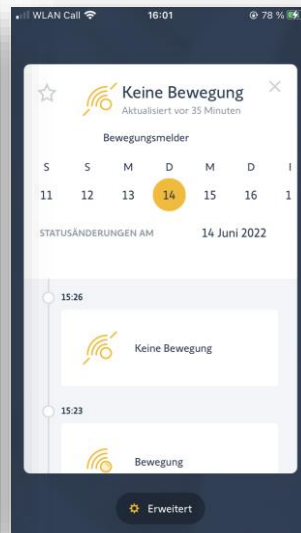 WLAN Call 16:01 78 %
Keine Bewegung
Aktualisiert vor 35 Minuten
Bewegungsmelder
S S M D M D
11 12 13 14 15 16 1
STATUSÄNDERUNGEN AM 14 Juni 2022
15:26
Keine Bewegung
15:23
Bewegung
Erweitert